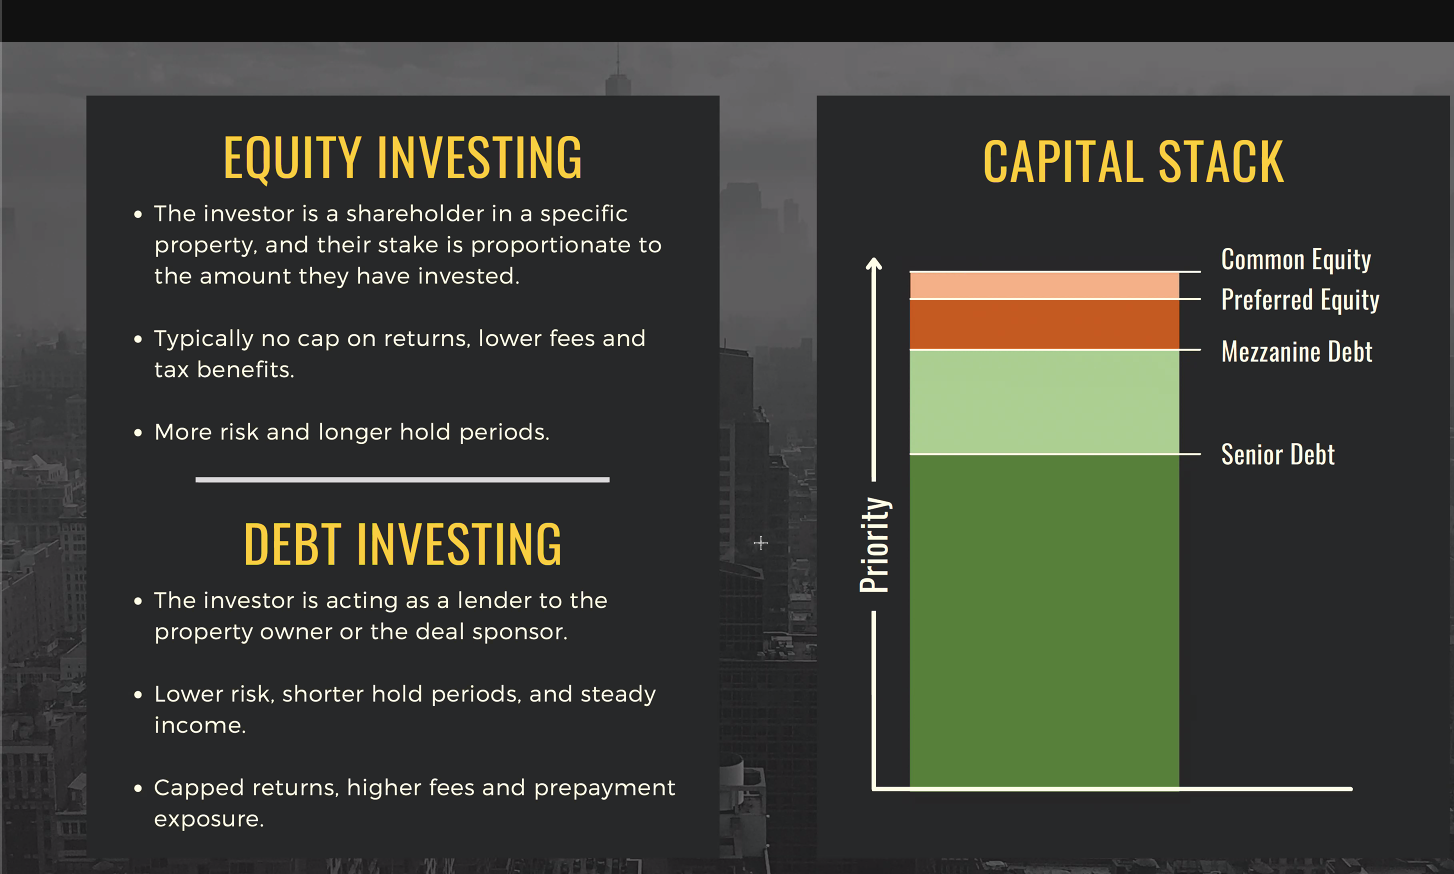 EQUITY INVESTING
• The investor is a shareholder in a specific
property, and their stake is proportionate to
the amount they have invested.
• Typically no cap on returns, lower fees and
tax benefits.
• More risk and longer hold periods.
DEBT INVESTING
• The investor is acting as a lender to the
property owner or the deal sponsor.
• Lower risk, shorter hold periods, and steady
income.
• Capped returns, higher fees and prepayment
exposure.
CAPITAL STACK
Common Equity
Preferred Equity
Mezzanine Debt
Senior Debt
Priority